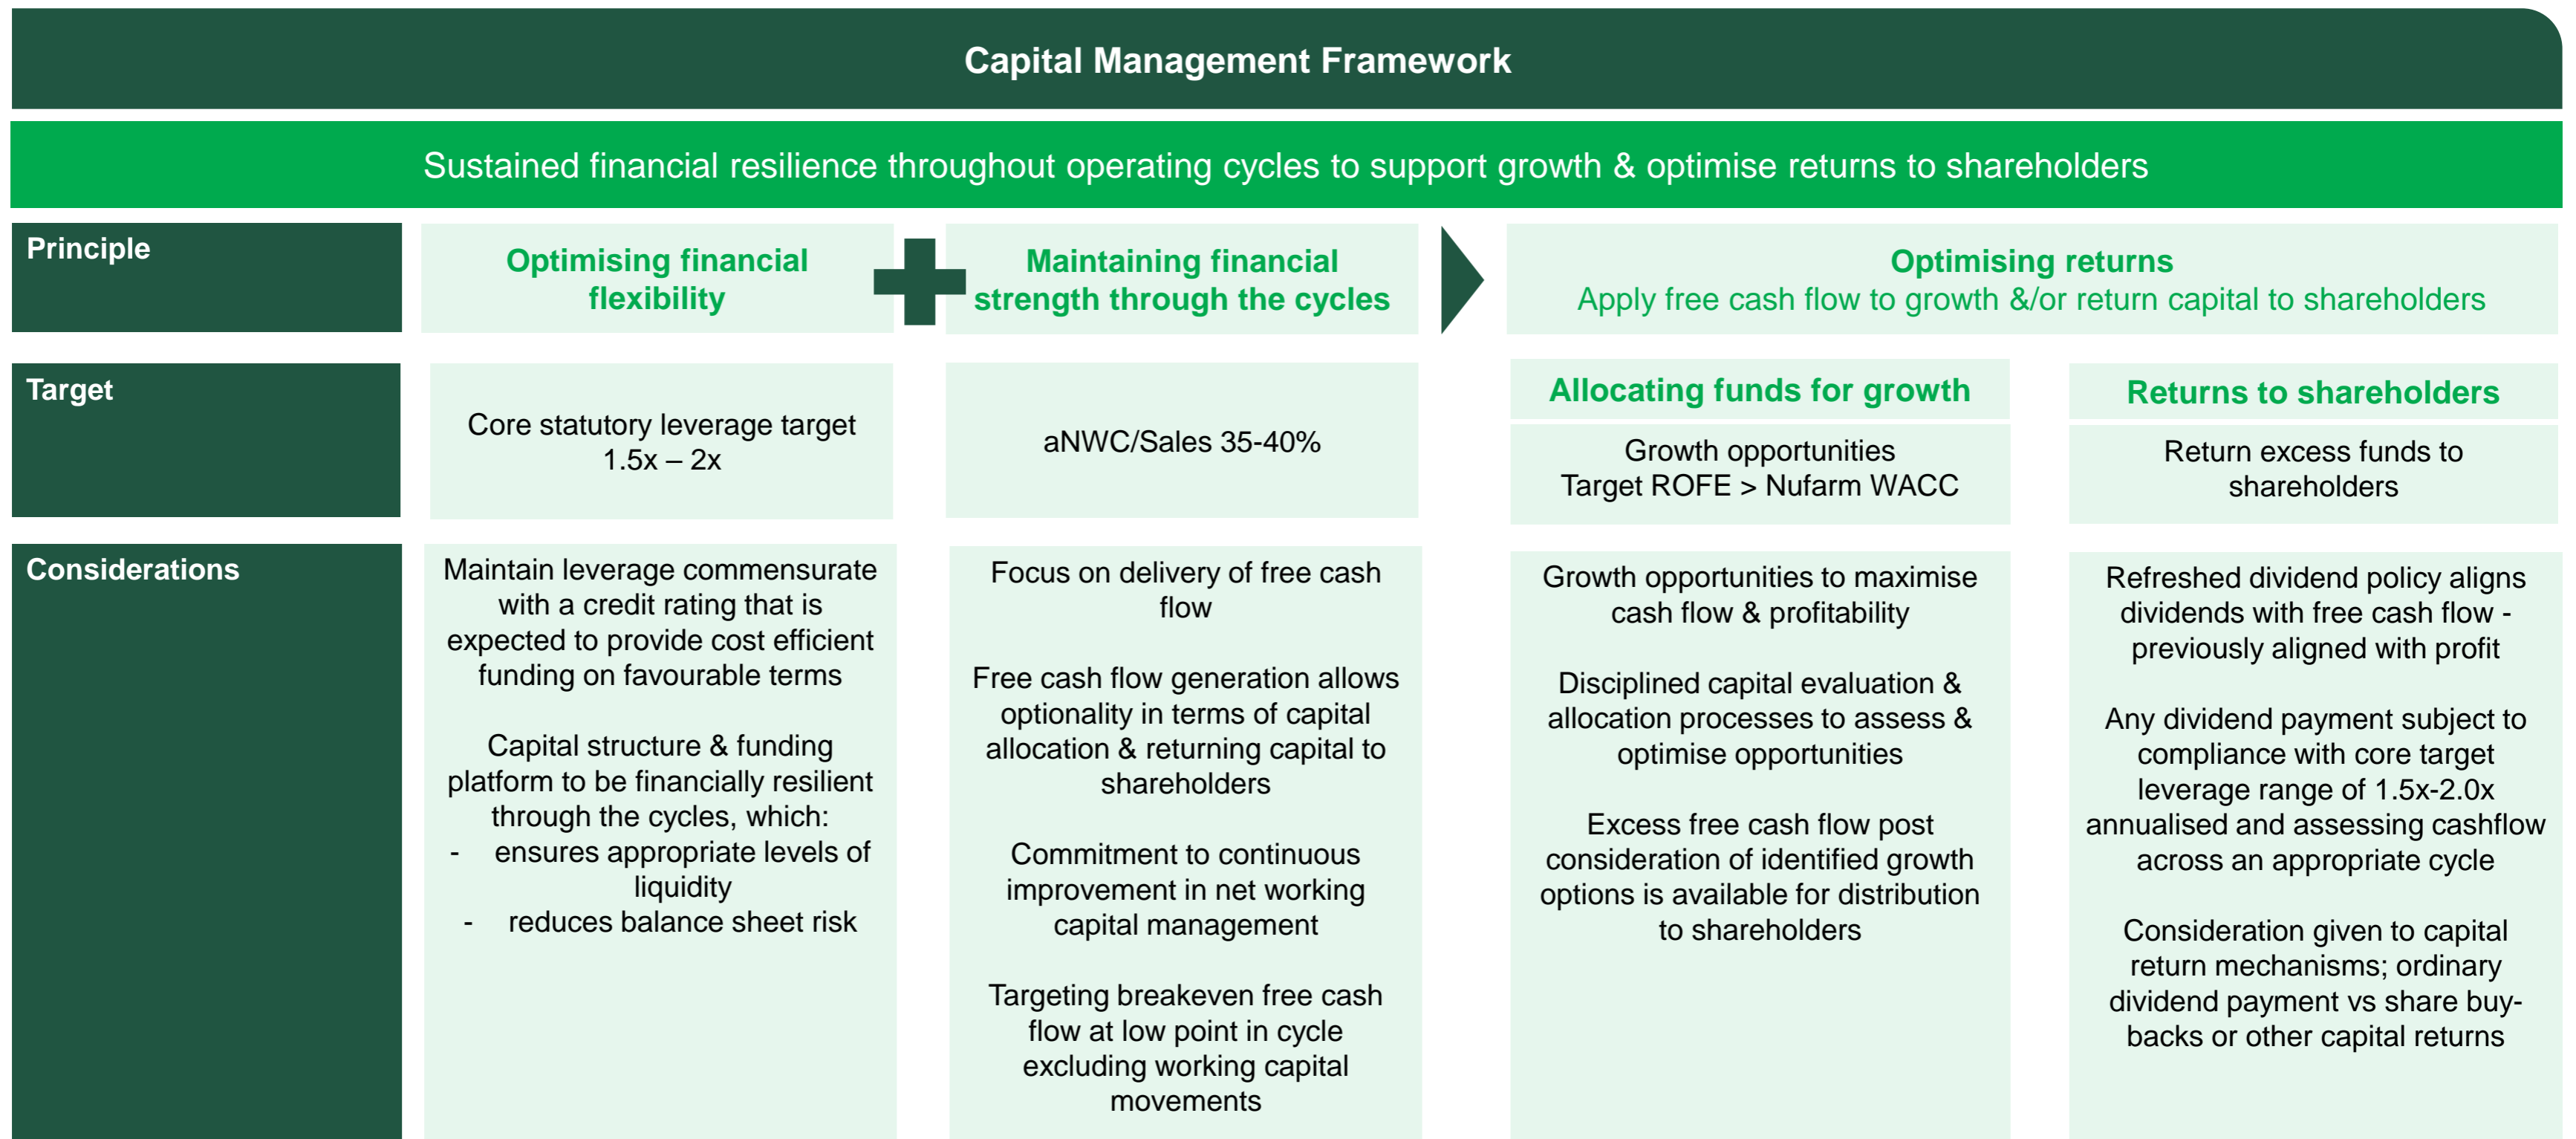 Capital Management Framework
Sustained financial resilience throughout operating cycles to support growth & optimise returns to shareholders
Principle
Optimising financial
flexibility
Maintaining financial
strength through the cycles
Optimising returns
Apply free cash flow to growth &/or return capital to shareholders
Target
Core statutory leverage target
1.5x – 2x
aNWC/Sales 35-40%
Allocating funds for growth
Growth opportunities
Target ROFE > Nufarm WACC
Returns to shareholders
Return excess funds to
shareholders
Considerations
Maintain leverage commensurate
with a credit rating that is
expected to provide cost efficient
funding on favourable terms
Capital structure & funding
platform to be financially resilient
through the cycles, which:
- ensures appropriate levels of
liquidity
- reduces balance sheet risk
Focus on delivery of free cash
flow
Free cash flow generation allows
optionality in terms of capital
allocation & returning capital to
shareholders
Commitment to continuous
improvement in net working
capital management
Targeting breakeven free cash
flow at low point in cycle
excluding working capital
movements
Growth opportunities to maximise
cash flow & profitability
Disciplined capital evaluation &
allocation processes to assess &
optimise opportunities
Excess free cash flow post
consideration of identified growth
options is available for distribution
to shareholders
Refreshed dividend policy aligns
dividends with free cash flow -
previously aligned with profit
Any dividend payment subject to
compliance with core target
leverage range of 1.5x-2.0x
annualised and assessing cashflow
across an appropriate cycle
Consideration given to capital
return mechanisms; ordinary
dividend payment vs share buy-
backs or other capital returns